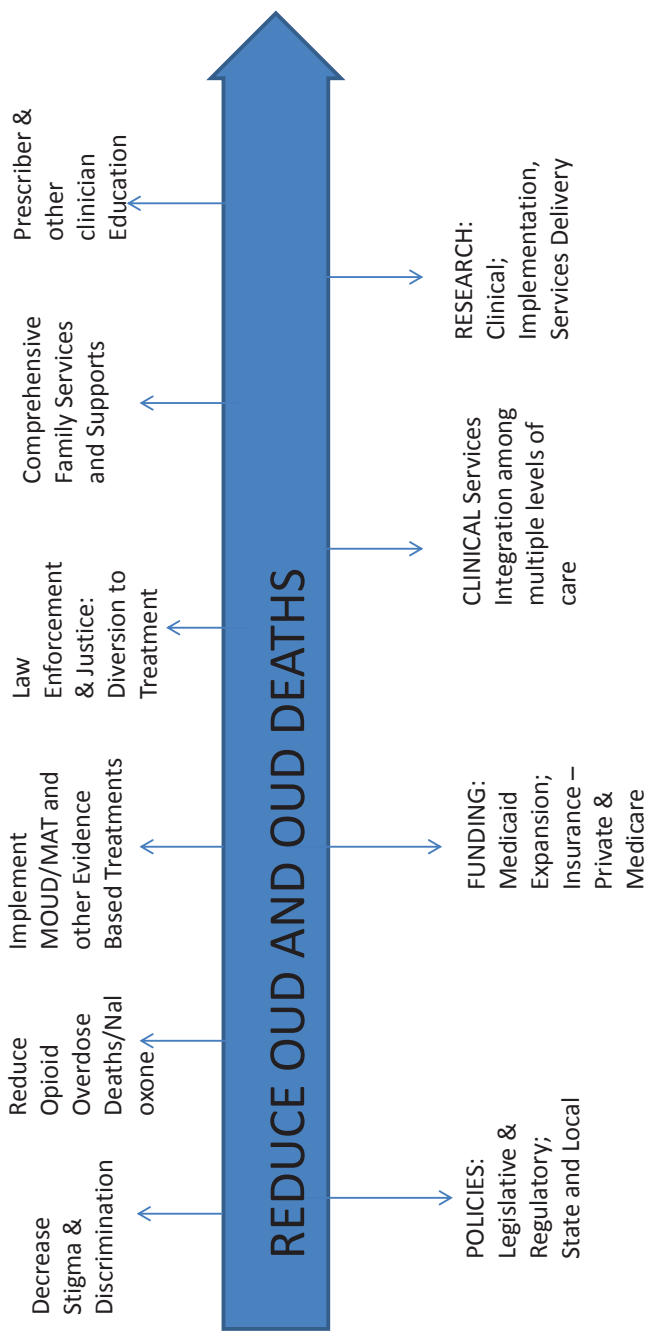 Decrease
Stigma &
Discrimination
Reduce
Opioid
Overdose
Deaths/Nal
oxone
Implement
MOUD/MAT and
other Evidence
Based Treatments
Law
Enforcement
& Justice:
Diversion to
Treatment
Comprehensive
Family Services
and Supports
Prescriber &
other
clinician
Education
REDUCE OUD AND OUD DEATHS
POLICIES:
Legislative &
Regulatory;
State and Local
FUNDING:
Medicaid
Expansion;
Insurance –
Private &
Medicare
CLINICAL Services
Integration among
multiple levels of
care
RESEARCH:
Clinical;
Implementation,
Services Delivery